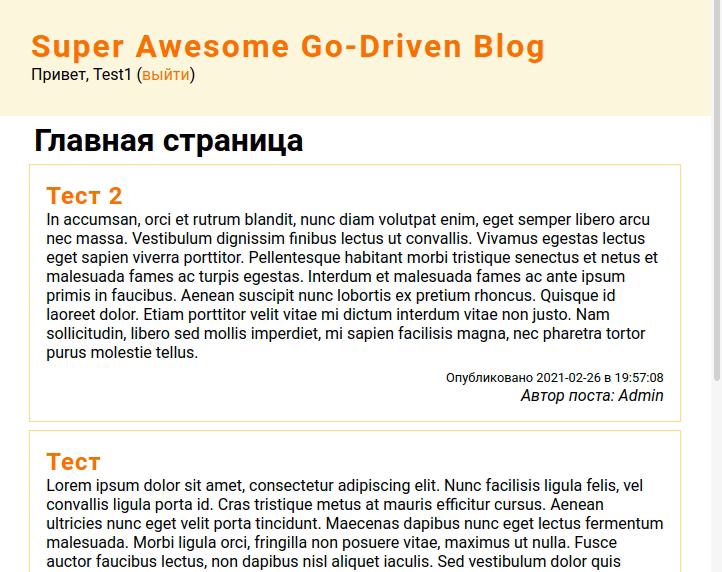 Super Awesome Go-Driven Blog
Привет, Test1 (выйти)
Главная страница
Тест 2
In accumsan, orci et rutrum blandit, nunc diam volutpat enim, eget semper libero arcu
nec massa. Vestibulum dignissim finibus lectus ut convallis. Vivamus egestas lectus
eget sapien viverra porttitor. Pellentesque habitant morbi tristique senectus et netus et
malesuada fames ac turpis egestas. Interdum et malesuada fames ac ante ipsum
primis in faucibus. Aenean suscipit nunc lobortis ex pretium rhoncus. Quisque id
laoreet dolor. Etiam porttitor velit vitae mi dictum interdum vitae non justo. Nam
sollicitudin, libero sed mollis imperdiet, mi sapien facilisis magna, nec pharetra tortor
purus molestie tellus.
Опубликовано 2021-02-26 в 19:57:08
Автор поста: Admin
Тест
Lorem ipsum dolor sit amet, consectetur adipiscing elit. Nunc facilisis ligula felis, vel
convallis ligula porta id. Cras tristique metus at mauris efficitur cursus. Aenean
ultricies nunc eget velit porta tincidunt. Maecenas dapibus nunc eget lectus fermentum
malesuada. Morbi ligula orci, fringilla non posuere vitae, maximus ut nulla. Fusce
auctor faucibus lectus, non dapibus nisl aliquet iaculis. Sed vestibulum dolor quis